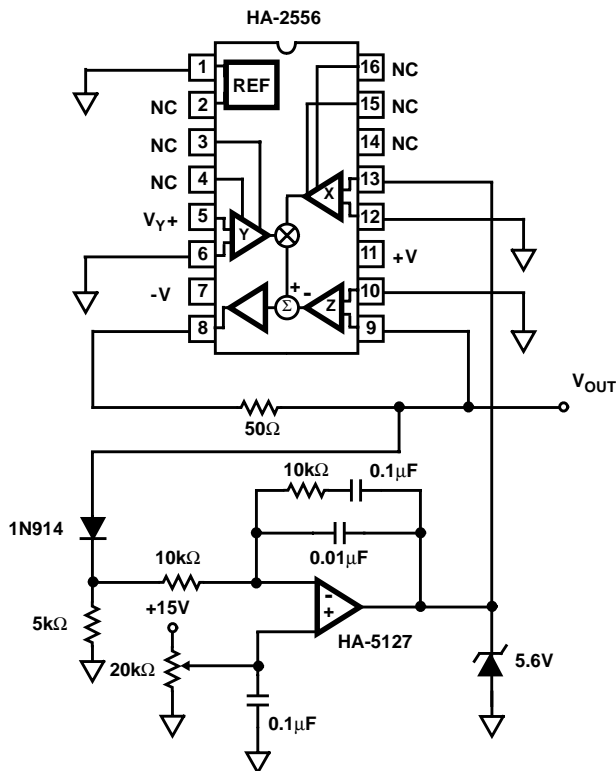 HA-2556
1
REF
16
NC
NC
2
15
NC
3
NC
14
NC
NC
4
X
13
V_Y+
5
Y
12
6
11
+V
-V
7
+
-
10
Σ
Z
8
9
V_OUT
50Ω
10kΩ
0.1μF
1N914
10kΩ
0.01μF
+15V
-
+
5kΩ
HA-5127
20kΩ
5.6V
0.1μF